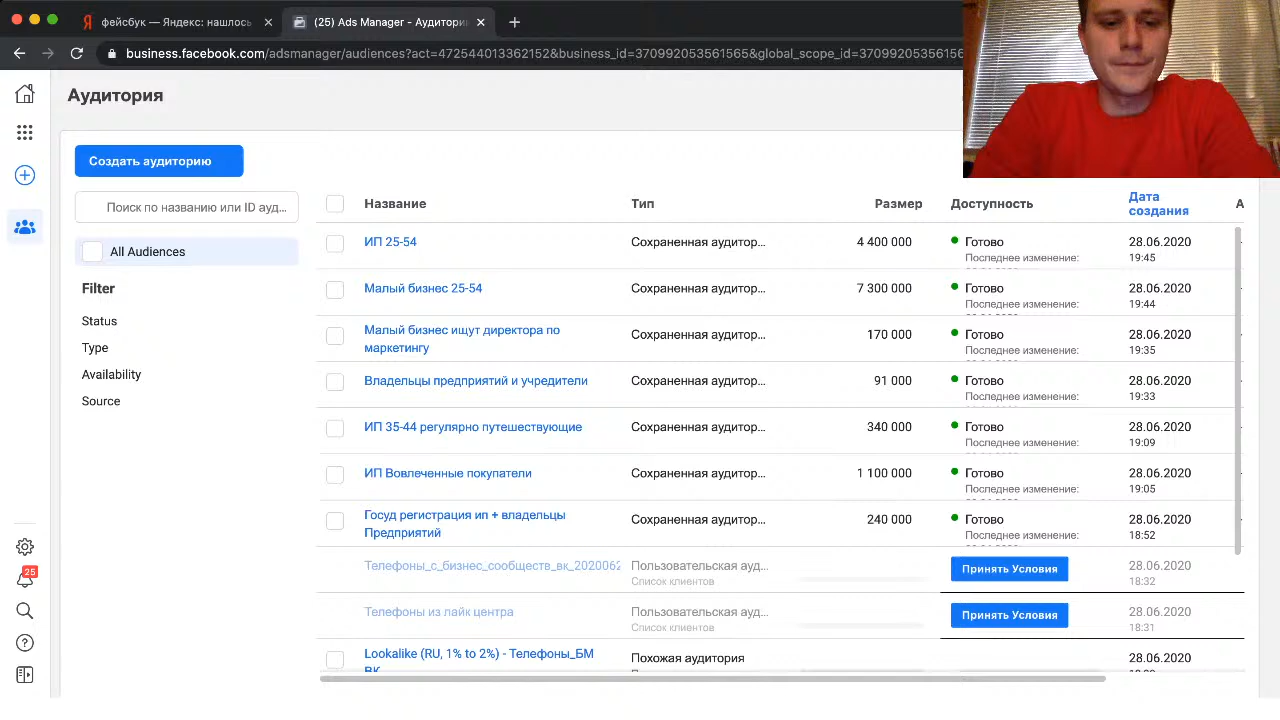 фейсбук — Яндекс: нашлось
(25) Ads Manager - Аудитории
business.facebook.com/adsmanager/audiences?act=472544013362152&business_id=370992053561565&global_scope_id=37099205356156
Аудитория
Создать аудиторию
Поиск по названию или ID ауд...
All Audiences
Filter
Status
Type
Availability
Source
25
Название Тип Размер Доступность Дата создания А
ИП 25-54 Сохраненная аудитор... 4 400 000 Готово 28.06.2020
Последнее изменение: 19:45
Малый бизнес 25-54 Сохраненная аудитор... 7 300 000 Готово 28.06.2020
Последнее изменение: 19:44
Малый бизнес ищут директора по маркетингу Сохраненная аудитор... 170 000 Готово 28.06.2020
Последнее изменение: 19:35
Владельцы предприятий и учредители Сохраненная аудитор... 91 000 Готово 28.06.2020
Последнее изменение: 19:33
ИП 35-44 регулярно путешествующие Сохраненная аудитор... 340 000 Готово 28.06.2020
Последнее изменение: 19:09
ИП Вовлеченные покупатели Сохраненная аудитор... 1 100 000 Готово 28.06.2020
Последнее изменение: 19:05
Госуд регистрация ип + владельцы Предприятий Сохраненная аудитор... 240 000 Готово 28.06.2020
Последнее изменение: 18:52
Телефоны_с_бизнес_сообществ_вк_2020062 Пользовательская ауд... Принять Условия 28.06.2020
Список клиентов 18:32
Телефоны из лайк центра Пользовательская ауд... Принять Условия 28.06.2020
Список клиентов 18:31
Lookalike (RU, 1% to 2%) - Телефоны_БМ Похожая аудитория 28.06.2020
ВК